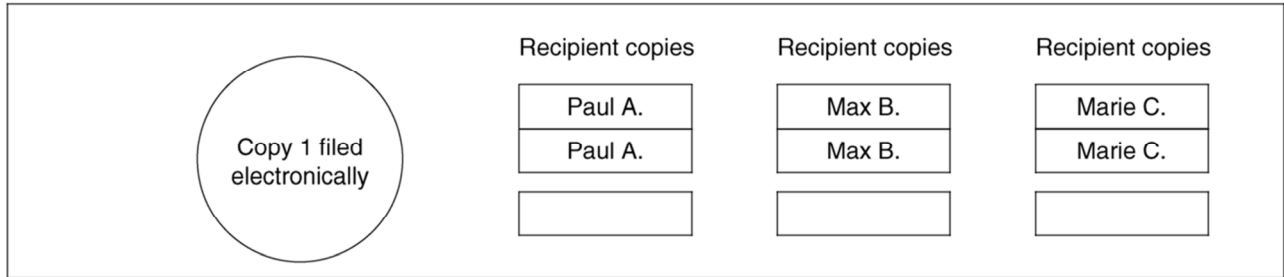 Recipient copies
Recipient copies
Recipient copies
Copy 1 filed
electronically
Paul A.
Paul A.
Max B.
Max B.
Marie C.
Marie C.